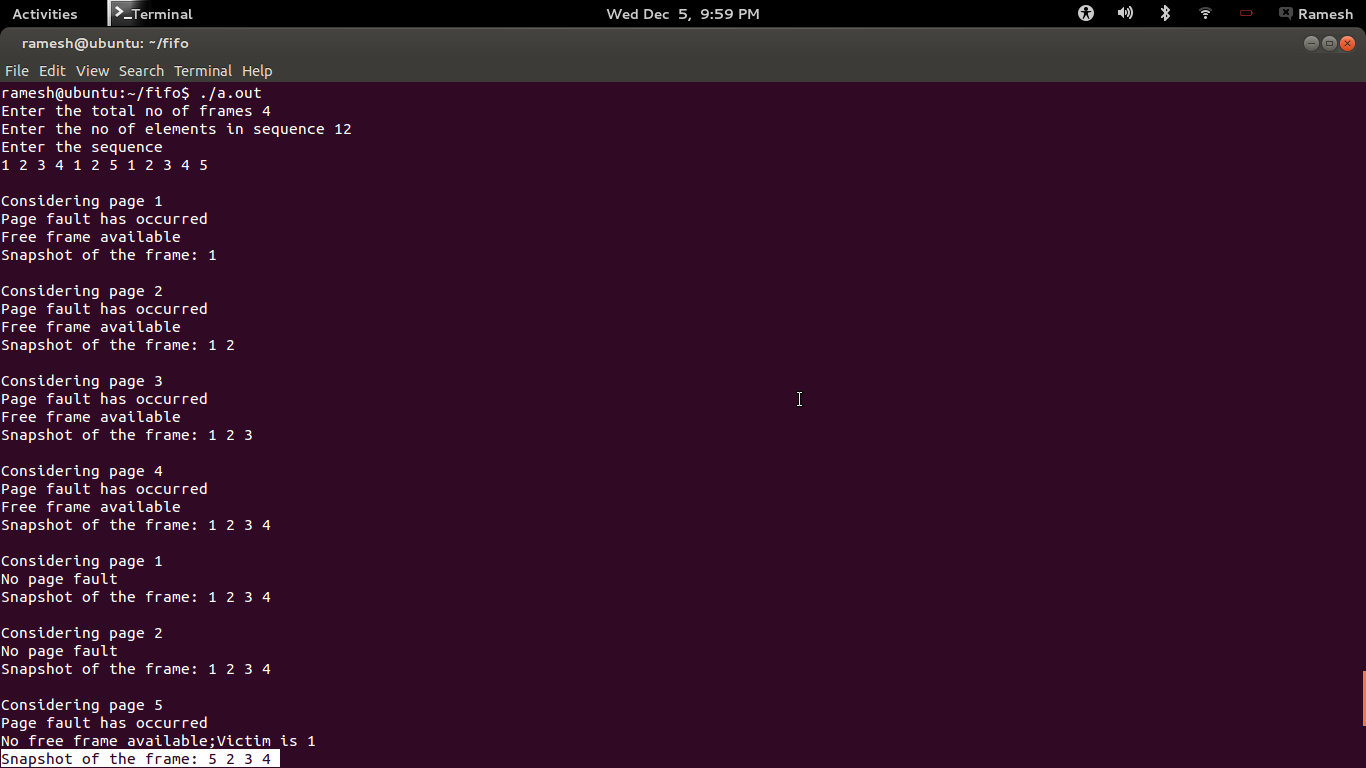 Activities Terminal Wed Dec 5, 9:59 PM Ramesh
ramesh@ubuntu: ~/fifo
File Edit View Search Terminal Help
ramesh@ubuntu:~/fifo$ ./a.out
Enter the total no of frames 4
Enter the no of elements in sequence 12
Enter the sequence
1 2 3 4 1 2 5 1 2 3 4 5
Considering page 1
Page fault has occurred
Free frame available
Snapshot of the frame: 1
Considering page 2
Page fault has occurred
Free frame available
Snapshot of the frame: 1 2
Considering page 3
Page fault has occurred
Free frame available
Snapshot of the frame: 1 2 3
Considering page 4
Page fault has occurred
Free frame available
Snapshot of the frame: 1 2 3 4
Considering page 1
No page fault
Snapshot of the frame: 1 2 3 4
Considering page 2
No page fault
Snapshot of the frame: 1 2 3 4
Considering page 5
Page fault has occurred
No free frame available;Victim is 1
Snapshot of the frame: 5 2 3 4